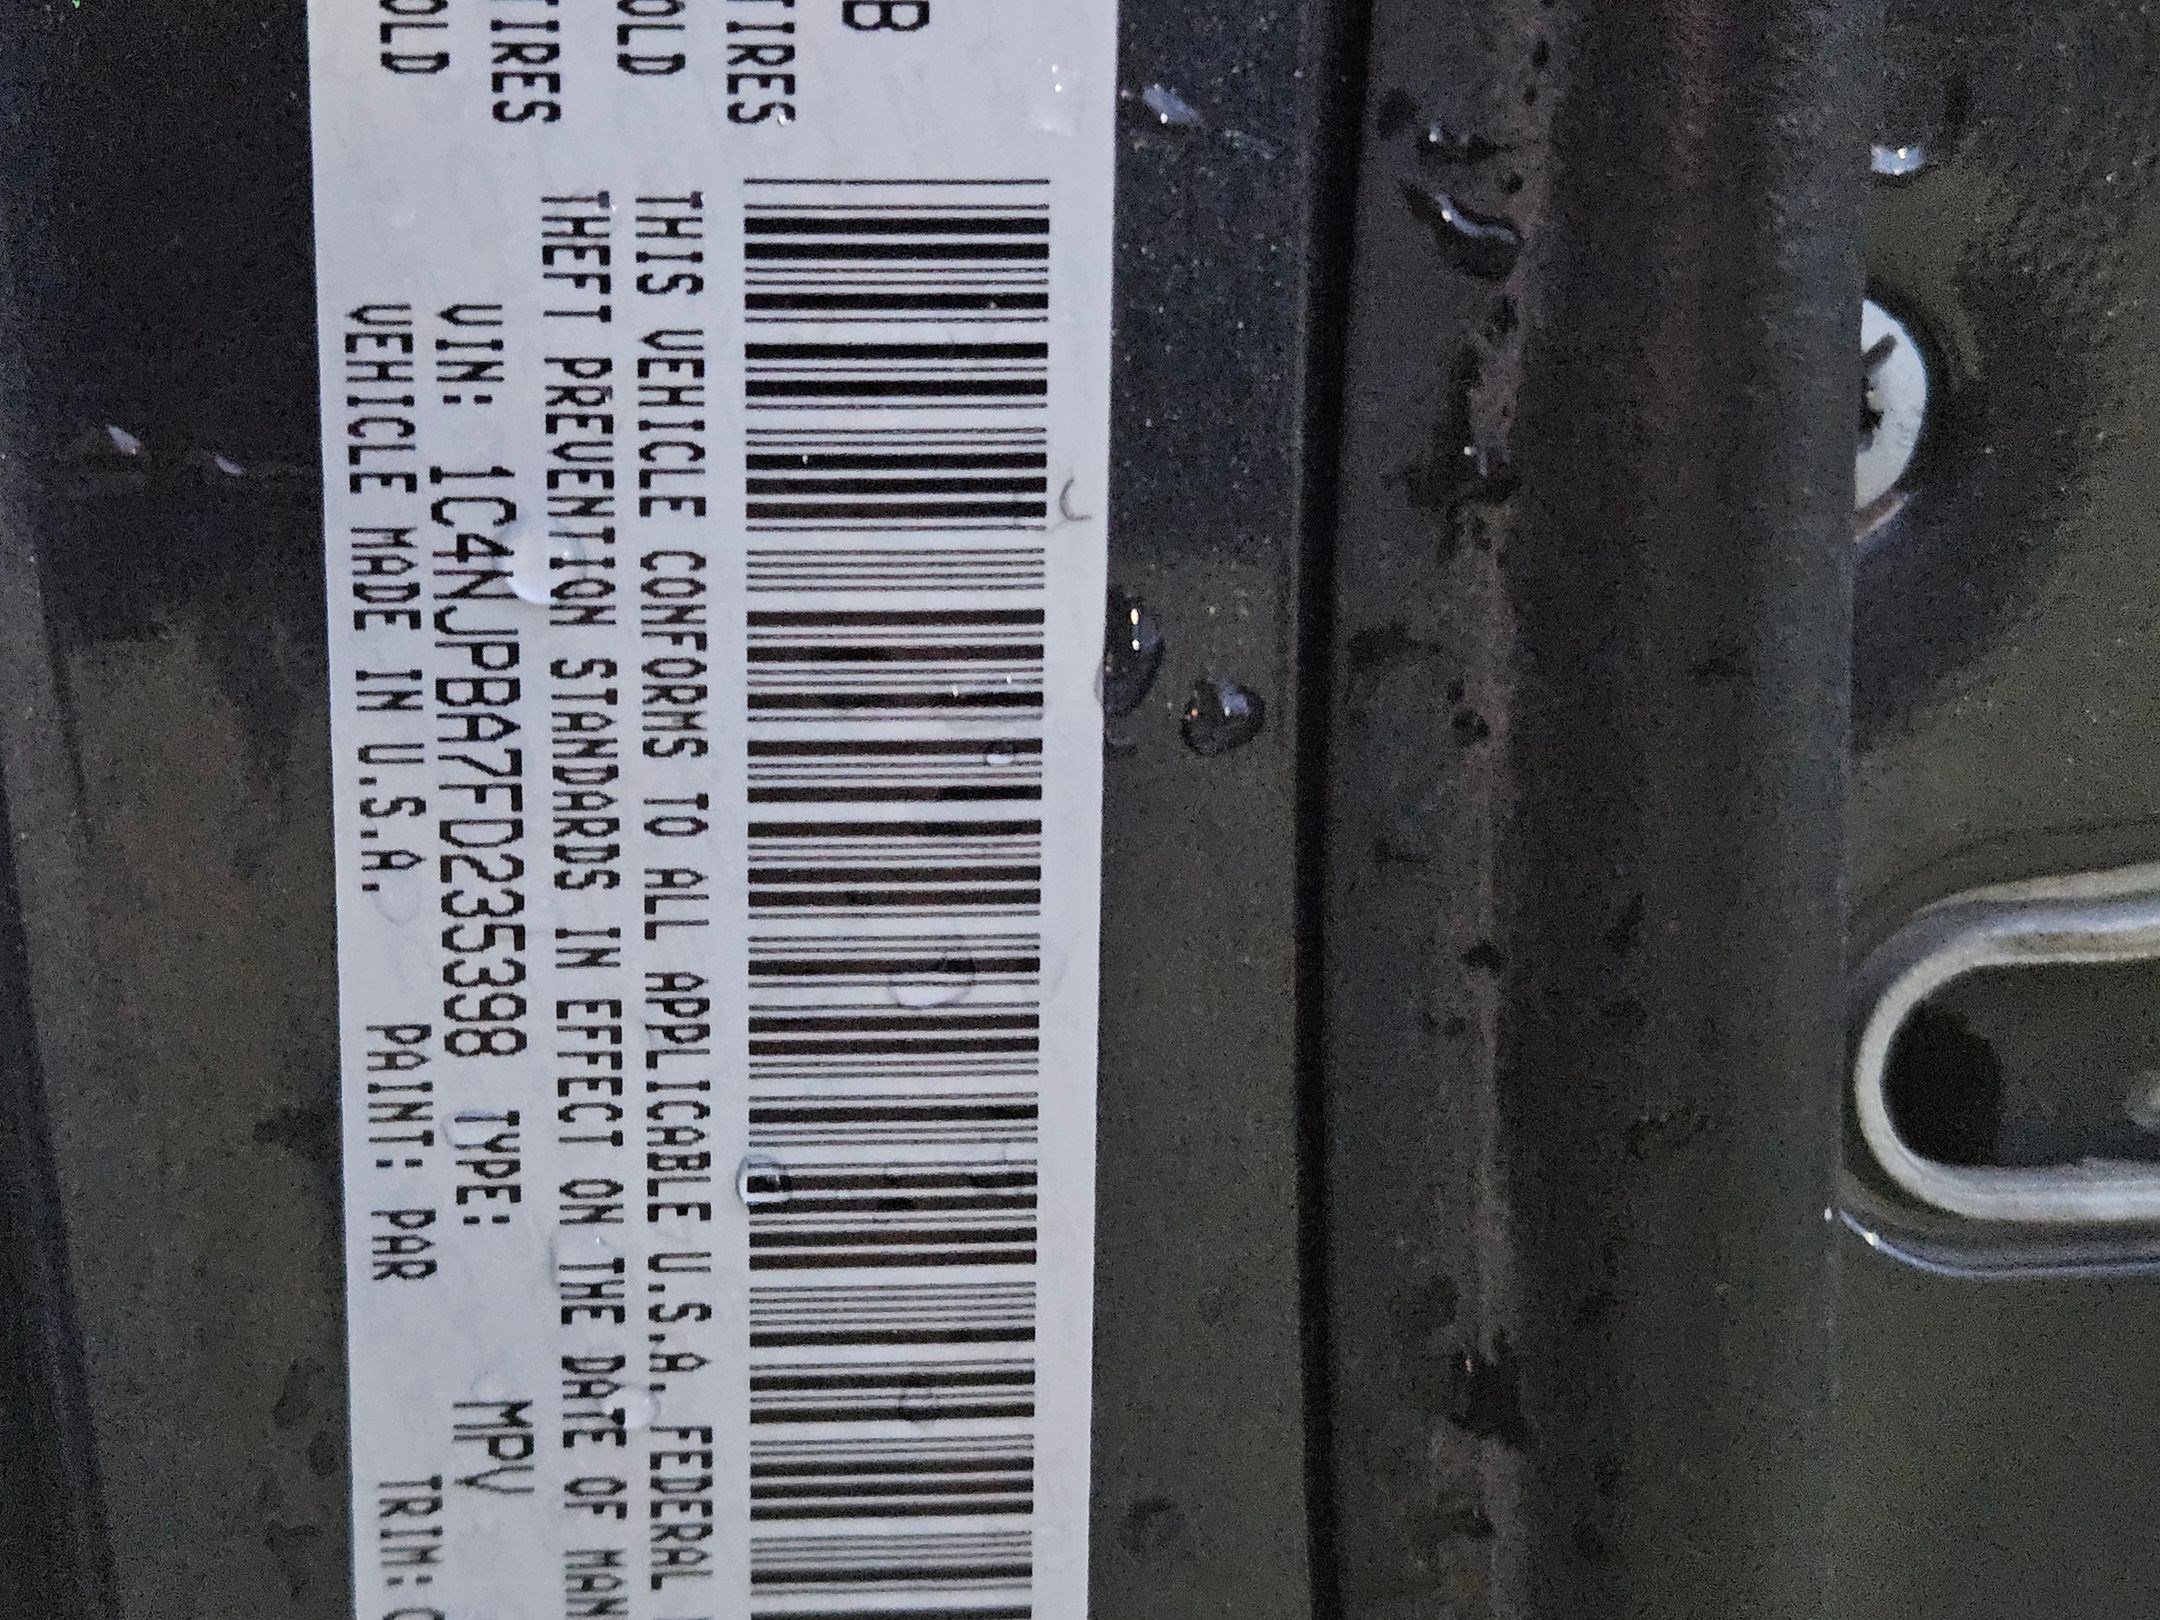 B
TIRES
OLD
TIRES
OLD
THIS VEHICLE CONFORMS TO ALL APPLICABLE U.S.A. FEDERAL
THEFT PREVENTION STANDARDS IN EFFECT ON THE DATE OF MAN
VIN: 1C4NJPBA7FD235398 TYPE: MPV
VEHICLE MADE IN U.S.A. PAINT: PAR TRIM: